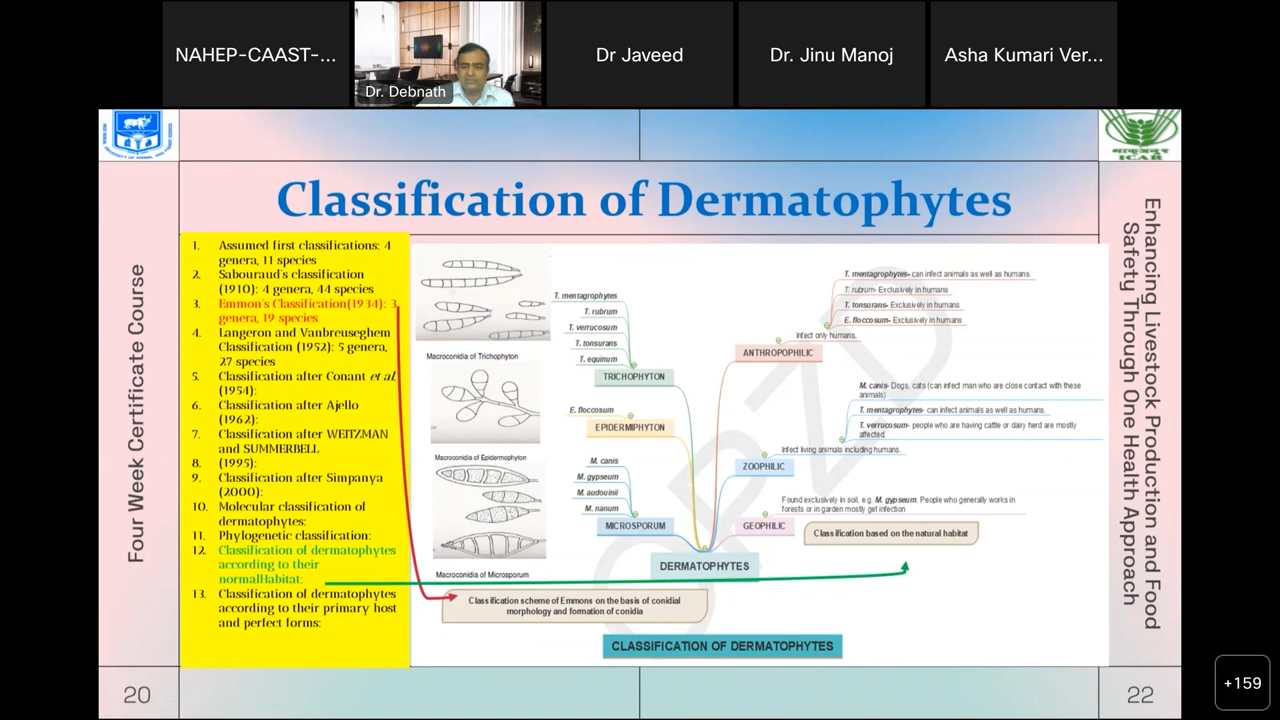 NAHEP-CAAST-...
Dr. Debnath
Dr Javeed
Dr. Jinu Manoj
Asha Kumari Ver...
ICAR
Classification of Dermatophytes
Four Week Certificate Course
1. Assumed first classifications: 4
genera, 11 species
2. Sabouraud's classification
(1910): 4 genera, 44 species
3. Emmon's Classification(1934): 3
genera, 19 species
4. Langeron and Vanbreuseghem
Classification (1952): 5 genera,
27 species
5. Classification after Conant et al.
(1954):
6. Classification after Ajello
(1962):
7. Classification after WEITZMAN
and SUMMERBELL
8. (1995):
9. Classification after Simpanya
(2000):
10. Molecular classification of
dermatophytes:
11. Phylogenetic classification:
12. Classification of dermatophytes
according to their
normalHabitat:
13. Classification of dermatophytes
according to their primary host
and perfect forms:
Macroconidia of Trichophyton
Macroconidia of Epidermophyton
Macroconidia of Microsporum
T. mentagrophytes
T. rubrum
T. verrucosum
T. tonsurans
T. equinum
TRICHOPHYTON
E. floccosum
EPIDERMIPHYTON
M. canis
M. gypseum
M. audouinii
M. nanum
MICROSPORUM
T. mentagrophytes- can infect animals as well as humans.
T. rubrum- Exclusively in humans
T. tonsurans- Exclusively in humans
E. floccosum- Exclusively in humans
Infect only humans.
ANTHROPOPHILIC
M. canis- Dogs, cats (can infect man who are close contact with these
animals).
T. mentagrophytes- can infect animals as well as humans.
T. verrucosum- people who are having cattle or dairy herd are mostly
affected.
Infect living animals including humans.
ZOOPHILIC
Found exclusively in soil, e.g. M. gypseum. People who generally works in
forests or in garden mostly get infection
GEOPHILIC
Classification based on the natural habitat
DERMATOPHYTES
Classification scheme of Emmons on the basis of conidial
morphology and formation of conidia
CLASSIFICATION OF DERMATOPHYTES
Enhancing Livestock Production and Food
Safety Through One Health Approach
20
22
+159